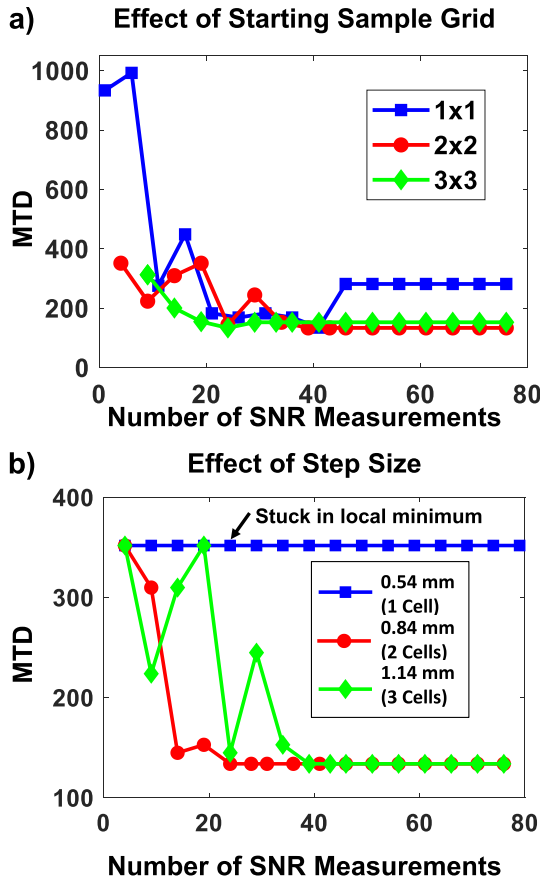 a)
Effect of Starting Sample Grid
MTD
1000
800
600
400
200
0
1x1
2x2
3x3
0 20 40 60 80
Number of SNR Measurements
b)
Effect of Step Size
MTD
400
300
200
100
Stuck in local minimum
0.54 mm
(1 Cell)
0.84 mm
(2 Cells)
1.14 mm
(3 Cells)
0 20 40 60 80
Number of SNR Measurements